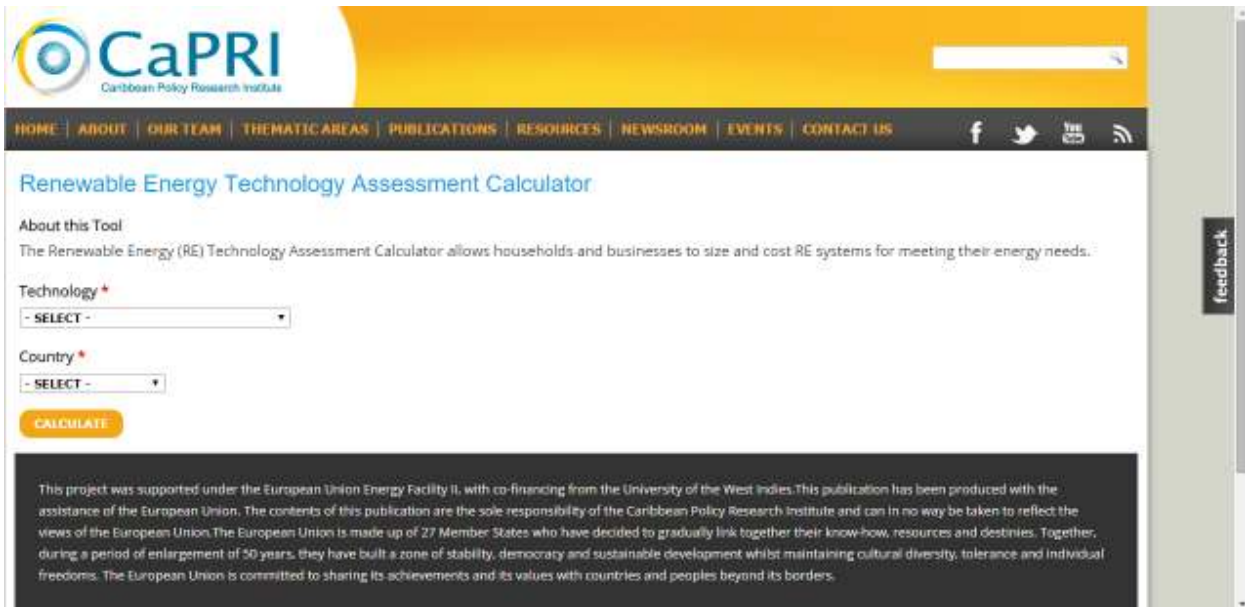 CaPRI
Caribbean Policy Research Institute
HOME | ABOUT | OUR TEAM | THEMATIC AREAS | PUBLICATIONS | RESOURCES | NEWSROOM | EVENTS | CONTACT US
f You Tube
Renewable Energy Technology Assessment Calculator
About this Tool
The Renewable Energy (RE) Technology Assessment Calculator allows households and businesses to size and cost RE systems for meeting their energy needs.
feedback
Technology *
- SELECT -
Country *
- SELECT -
CALCULATE
This project was supported under the European Union Energy Facility II, with co-financing from the University of the West Indies.This publication has been produced with the
assistance of the European Union. The contents of this publication are the sole responsibility of the Caribbean Policy Research Institute and can in no way be taken to reflect the
views of the European Union.The European Union is made up of 27 Member States who have decided to gradually link together their know-how, resources and destinies. Together,
during a period of enlargement of 50 years, they have built a zone of stability, democracy and sustainable development whilst maintaining cultural diversity, tolerance and individual
freedoms. The European Union is committed to sharing its achievements and its values with countries and peoples beyond its borders.